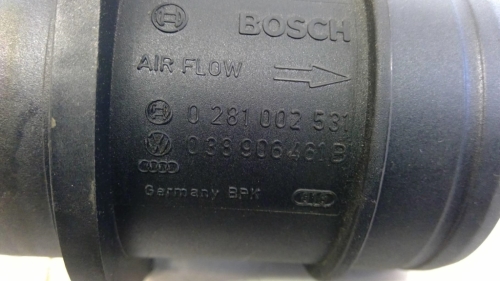 BOSCH
AIR FLOW
0 281 002 531
038 906 461 B
Germany BPK